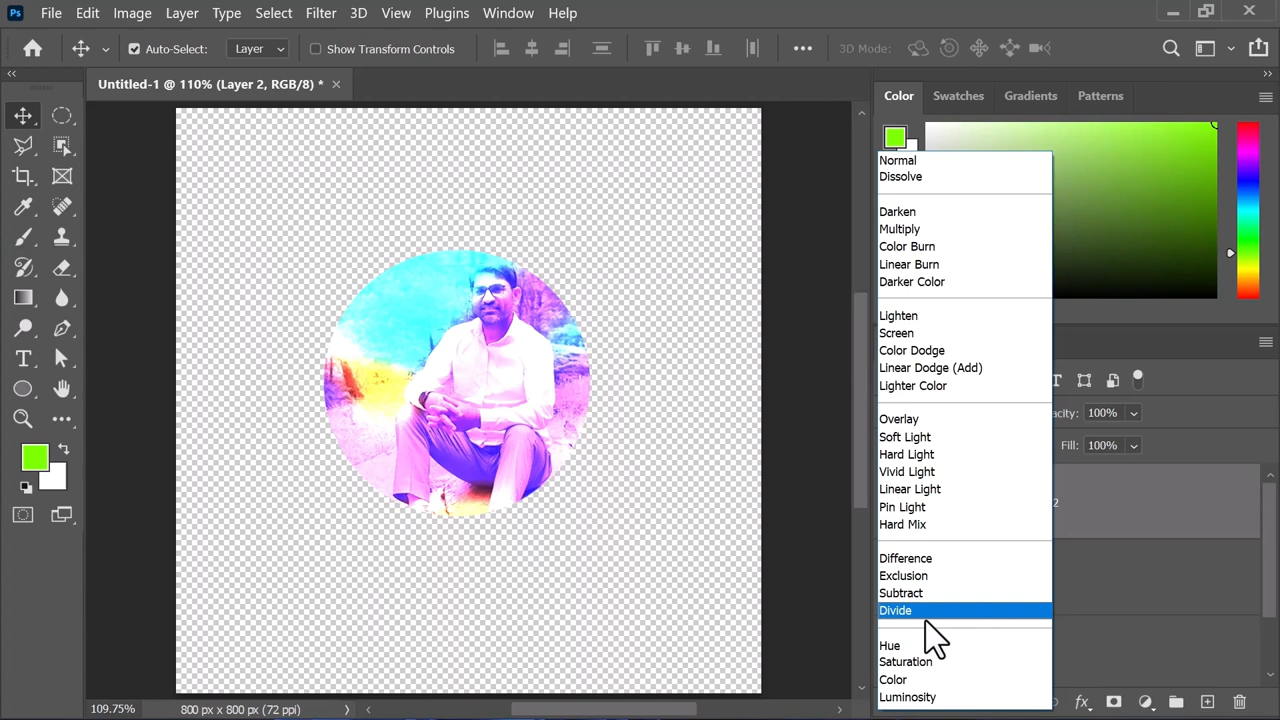 Ps File Edit Image Layer Type Select Filter 3D View Plugins Window Help
Auto-Select: Layer Show Transform Controls 3D Mode:
Untitled-1 @ 110% (Layer 2, RGB/8) *
Color Swatches Gradients Patterns
Normal
Dissolve
Darken
Multiply
Color Burn
Linear Burn
Darker Color
Lighten
Screen
Color Dodge
Linear Dodge (Add)
Lighter Color
Overlay
Soft Light
Hard Light
Vivid Light
Linear Light
Pin Light
Hard Mix
Difference
Exclusion
Subtract
Divide
Hue
Saturation
Color
Luminosity
acity: 100%
Fill: 100%
2
109.75% 800 px x 800 px (72 ppi)